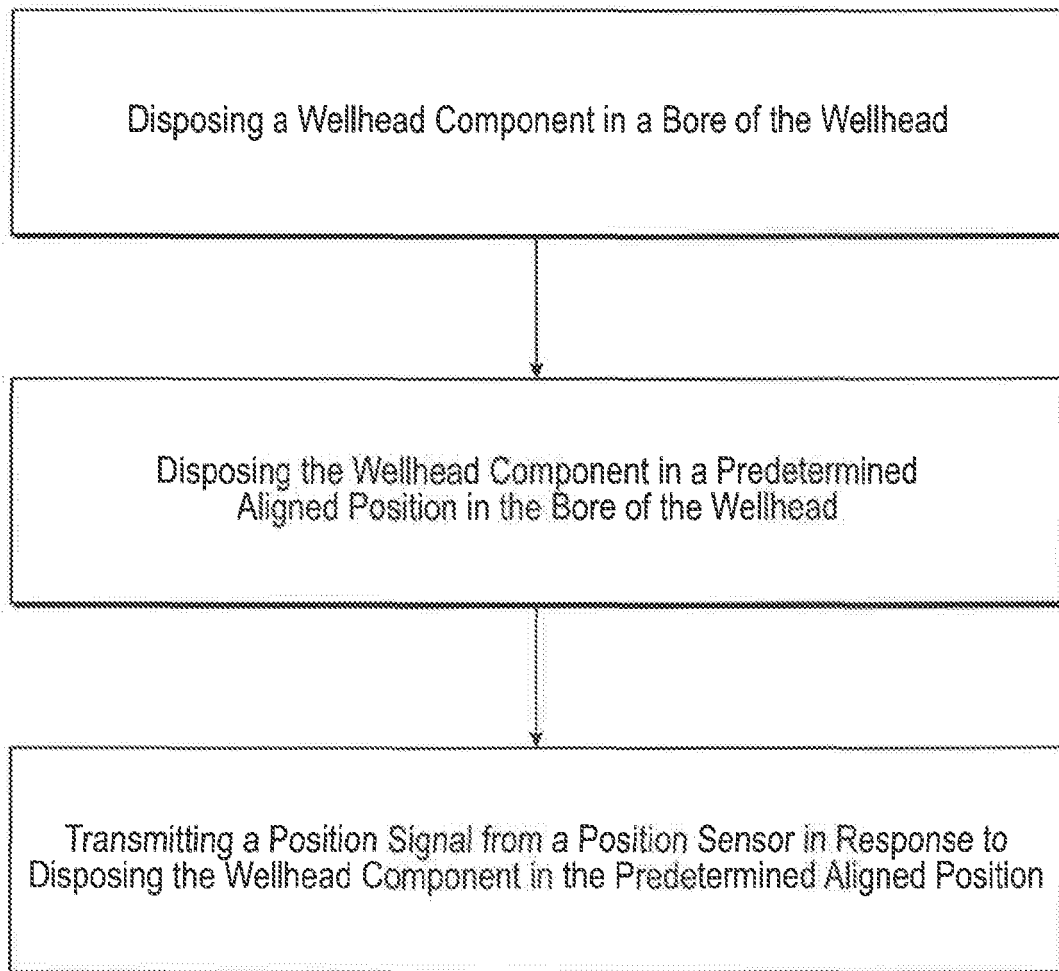 Disposing a Wellhead Component in a Bore of the Wellhead
Disposing the Wellhead Component in a Predetermined
Aligned Position in the Bore of the Wellhead
Transmitting a Position Signal from a Position Sensor in Response to
Disposing the Wellhead Component in the Predetermined Aligned Position